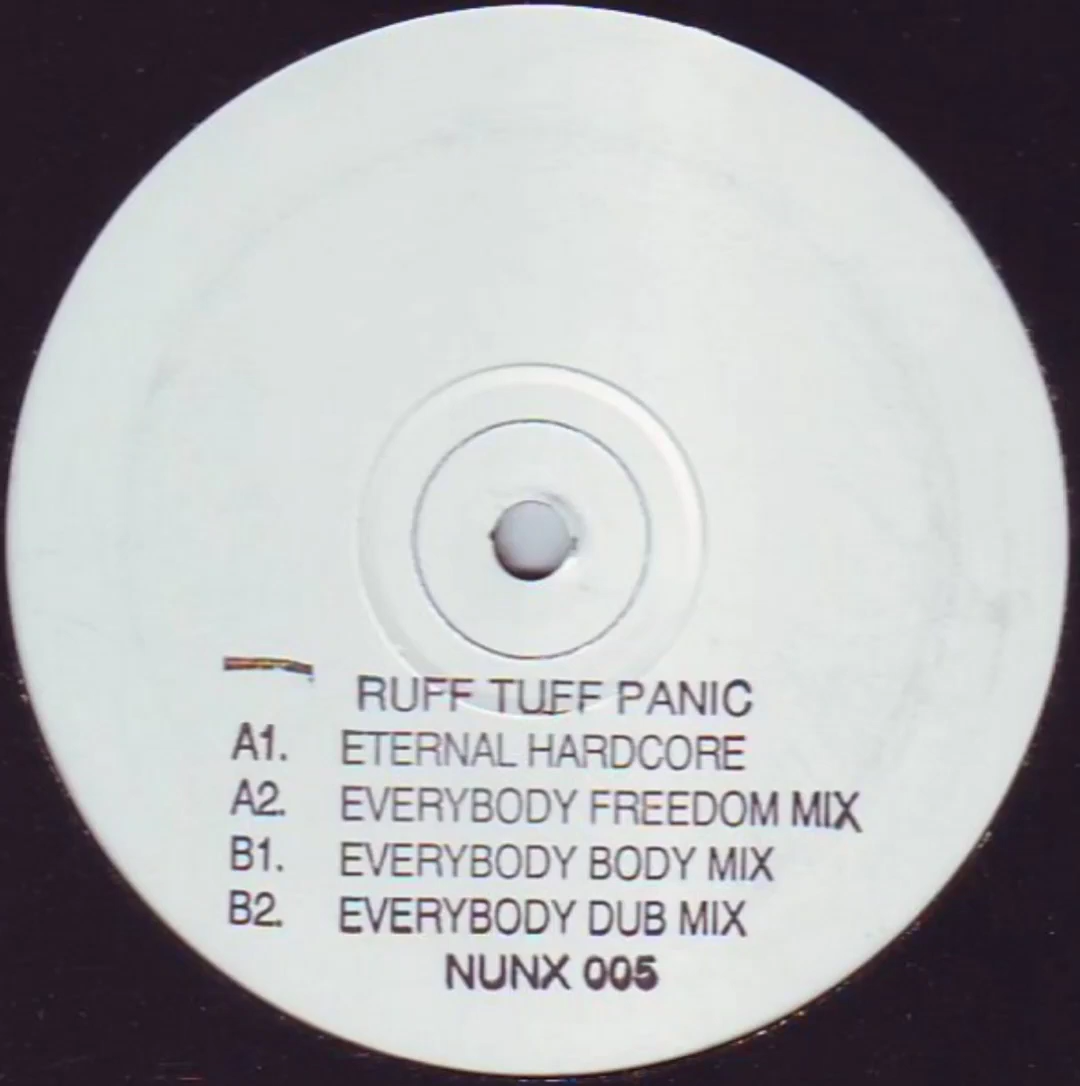 RUFF TUFF PANIC
A1. ETERNAL HARDCORE
A2. EVERYBODY FREEDOM MIX
B1. EVERYBODY BODY MIX
B2. EVERYBODY DUB MIX
NUNX 005